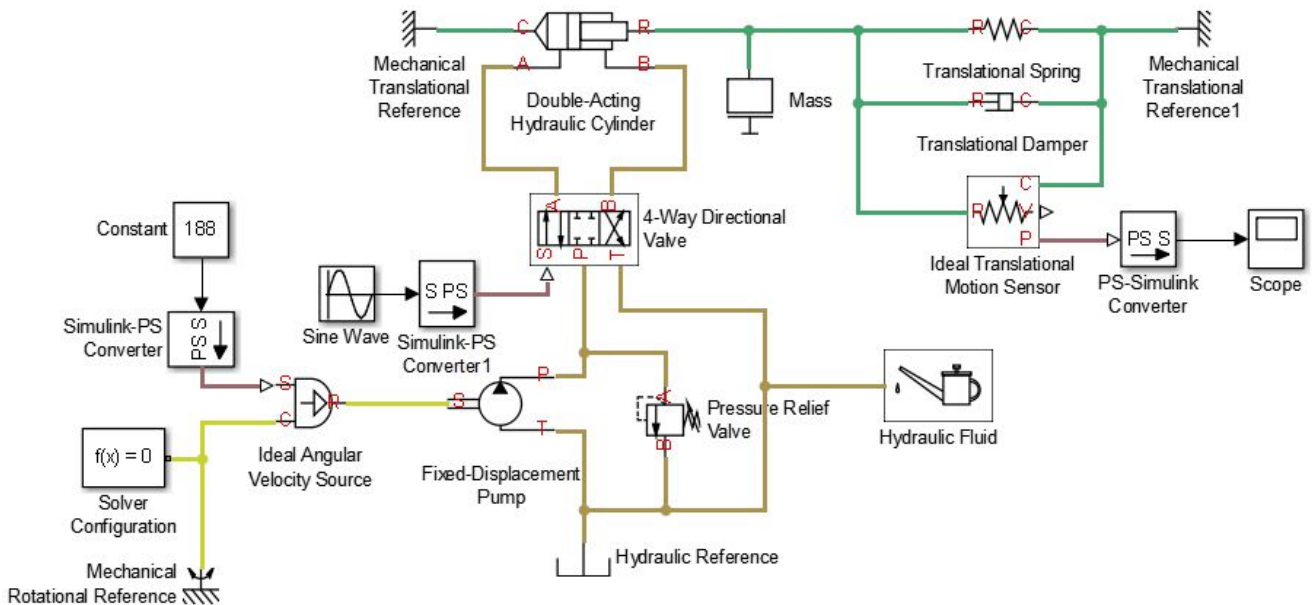 C
R
R
C
A
B
Mechanical
Translational
Reference
Double-Acting
Hydraulic Cylinder
Mass
Translational Spring
Mechanical
Translational
Reference1
R
C
Translational Damper
A
B
S
P
T
4-Way Directional
Valve
C
R
V
P
Ideal Translational
Motion Sensor
PS S
PS-Simulink
Converter
Scope
Constant
188
Simulink-PS
Converter
PS S
Sine Wave
S PS
Simulink-PS
Converter1
S
C
R
Ideal Angular
Velocity Source
S
P
T
Fixed-Displacement
Pump
A
B
Pressure Relief
Valve
Hydraulic Fluid
f(x) = 0
Solver
Configuration
Hydraulic Reference
Mechanical
Rotational Reference